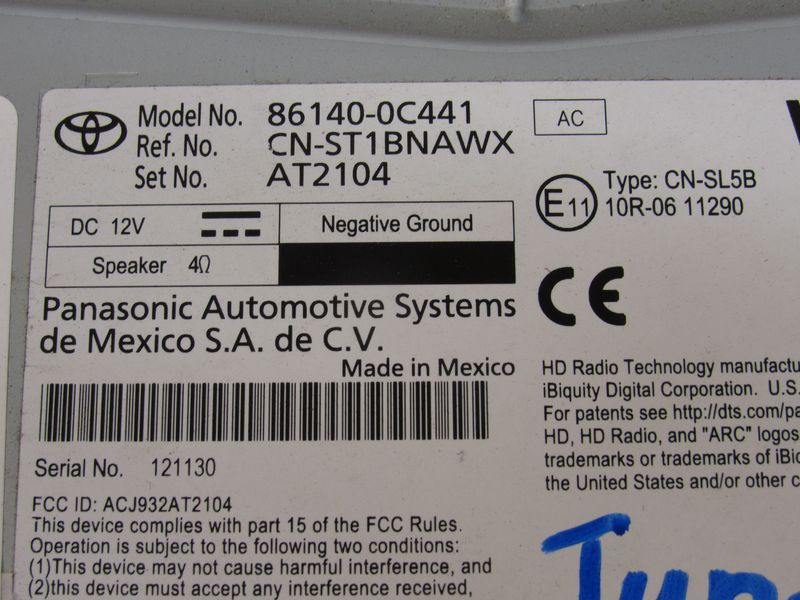 Model No. 86140-0C441
Ref. No. CN-ST1BNAWX
Set No. AT2104
AC
DC 12V
Negative Ground
Speaker 4Ω
E11
Type: CN-SL5B
10R-06 11290
CE
Panasonic Automotive Systems
de Mexico S.A. de C.V.
Made in Mexico
Serial No. 121130
FCC ID: ACJ932AT2104
This device complies with part 15 of the FCC Rules.
Operation is subject to the following two conditions:
(1)This device may not cause harmful interference, and
(2)this device must accept any interference received,
HD Radio Technology manufactu
iBiquity Digital Corporation. U.S.
For patents see http://dts.com/pa
HD, HD Radio, and "ARC" logos
trademarks or trademarks of iBi
the United States and/or other c